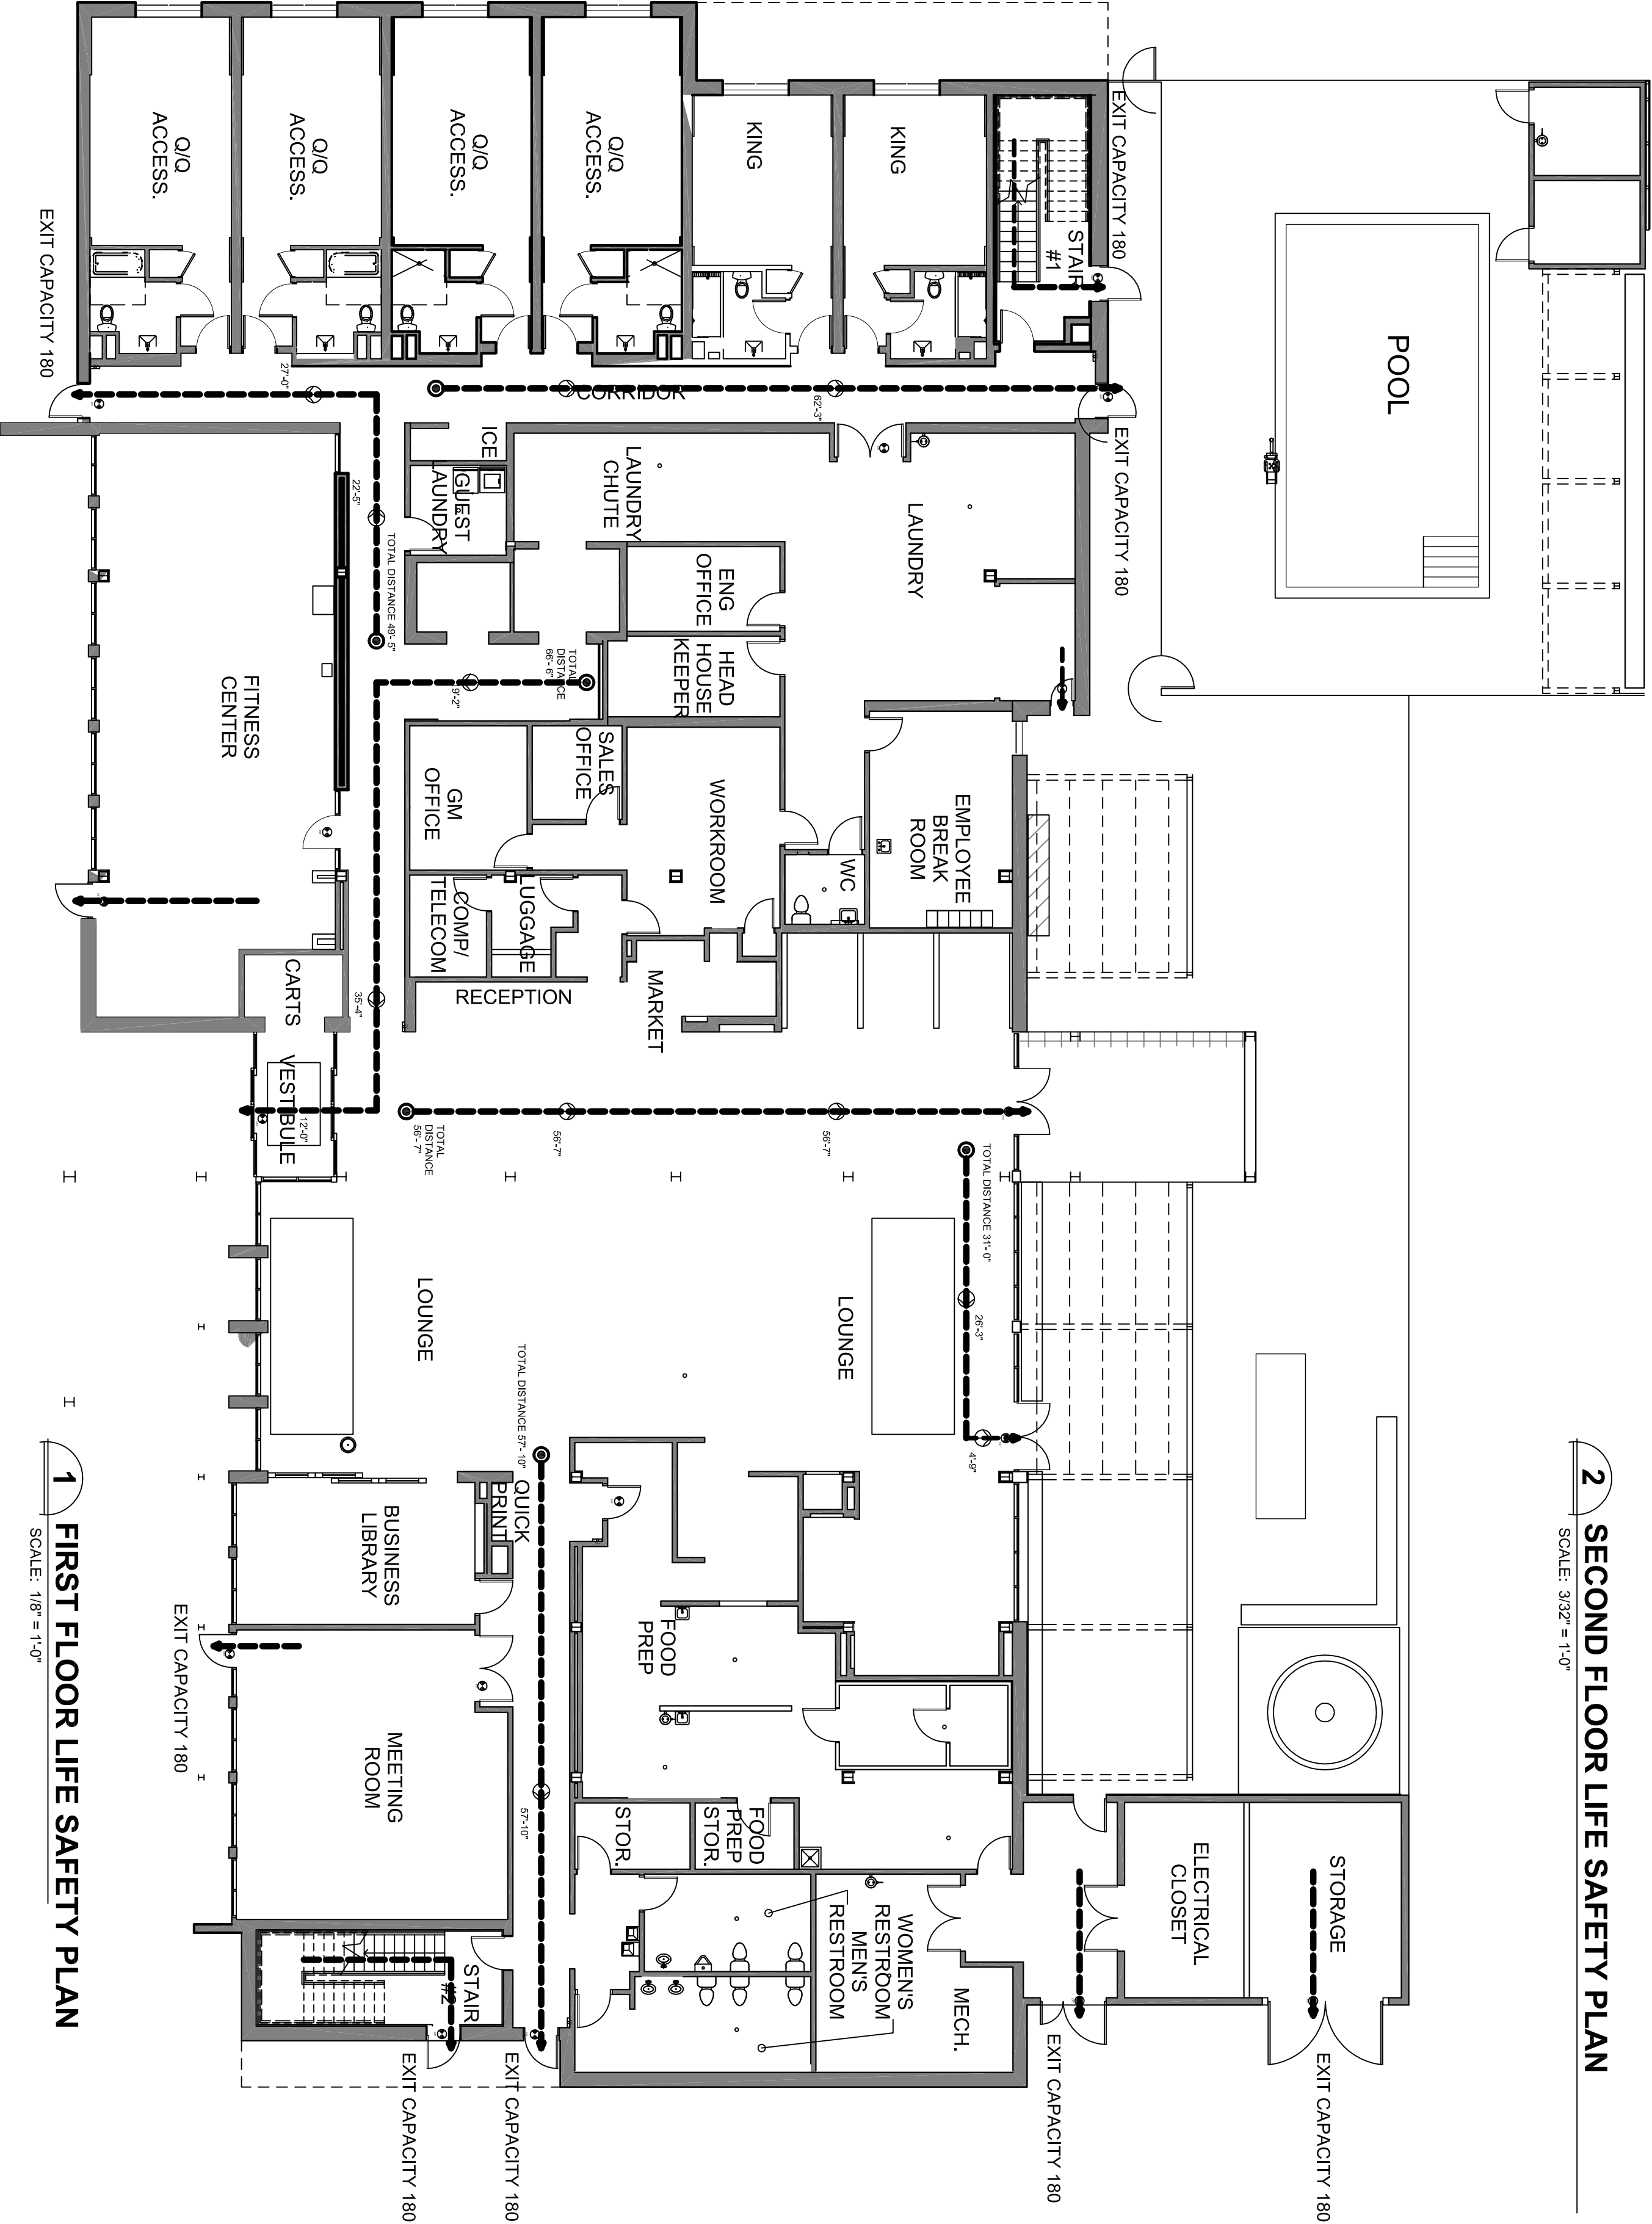 EXIT CAPACITY 180
EXIT CAPACITY 180
EXIT CAPACITY 180
POOL
Q/Q
ACCESS.
Q/Q
ACCESS.
Q/Q
ACCESS.
Q/Q
ACCESS.
KING
KING
STAIR
#1
27'-0"
CORRIDOR
62'-3"
ICE
GUEST
LAUNDRY
LAUNDRY
CHUTE
LAUNDRY
22'-5"
TOTAL DISTANCE 49'- 5"
ENG
OFFICE
HEAD
HOUSE
KEEPER
TOTAL
DISTANCE
66'- 6"
19'-2"
FITNESS
CENTER
GM
OFFICE
SALES
OFFICE
WORKROOM
EMPLOYEE
BREAK
ROOM
WC
COMP/
TELECOM
LUGGAGE
RECEPTION
MARKET
CARTS
35'-4"
VESTIBULE
12'-0"
TOTAL
DISTANCE
56'- 7"
56'-7"
56'-7"
TOTAL DISTANCE 31'- 0"
26'-3"
4'-9"
LOUNGE
LOUNGE
TOTAL DISTANCE 57'- 10"
QUICK
PRINT
BUSINESS
LIBRARY
EXIT CAPACITY 180
MEETING
ROOM
57'-10"
FOOD
PREP
STOR.
FOOD
PREP
STOR.
WOMEN'S
RESTROOM
MEN'S
RESTROOM
MECH.
ELECTRICAL
CLOSET
STORAGE
STAIR
#2
EXIT CAPACITY 180
EXIT CAPACITY 180
EXIT CAPACITY 180
EXIT CAPACITY 180
1
FIRST FLOOR LIFE SAFETY PLAN
SCALE: 1/8" = 1'-0"
2
SECOND FLOOR LIFE SAFETY PLAN
SCALE: 3/32" = 1'-0"